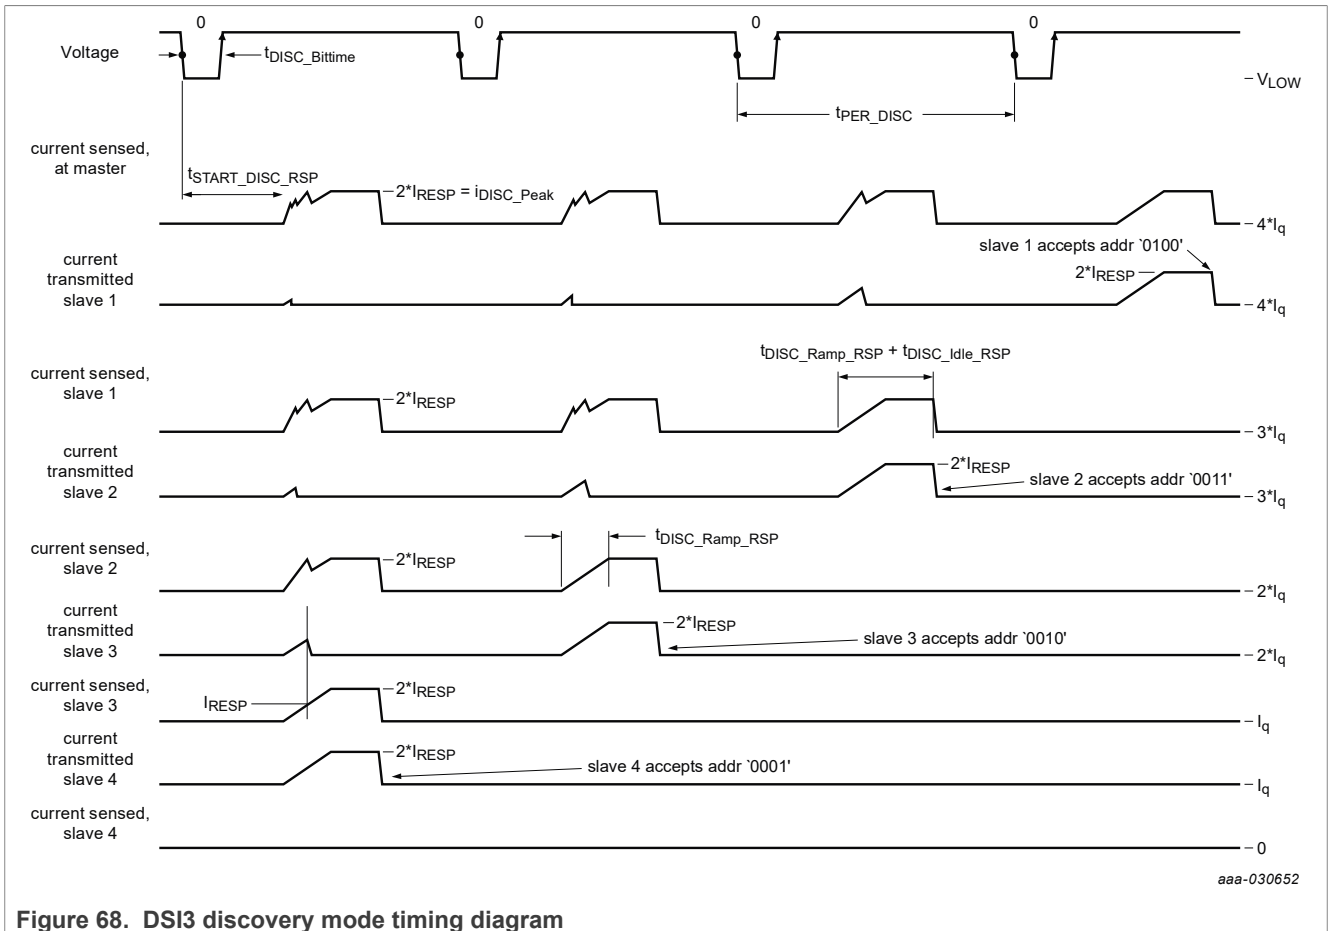 0 0 0 0
Voltage
tDISC_Bittime
VLOW
tPER_DISC
current sensed,
at master
tSTART_DISC_RSP
2*IRESP = iDISC_Peak
4*Iq
slave 1 accepts addr `0100'
current
transmitted
slave 1
2*IRESP
4*Iq
tDISC_Ramp_RSP + tDISC_Idle_RSP
current sensed,
slave 1
2*IRESP
3*Iq
current
transmitted
slave 2
2*IRESP
slave 2 accepts addr `0011'
3*Iq
tDISC_Ramp_RSP
current sensed,
slave 2
2*IRESP
2*Iq
current
transmitted
slave 3
2*IRESP
slave 3 accepts addr `0010'
2*Iq
current sensed,
slave 3
IRESP
2*IRESP
Iq
current
transmitted
slave 4
2*IRESP
slave 4 accepts addr `0001'
Iq
current sensed,
slave 4
0
aaa-030652
Figure 68. DSI3 discovery mode timing diagram